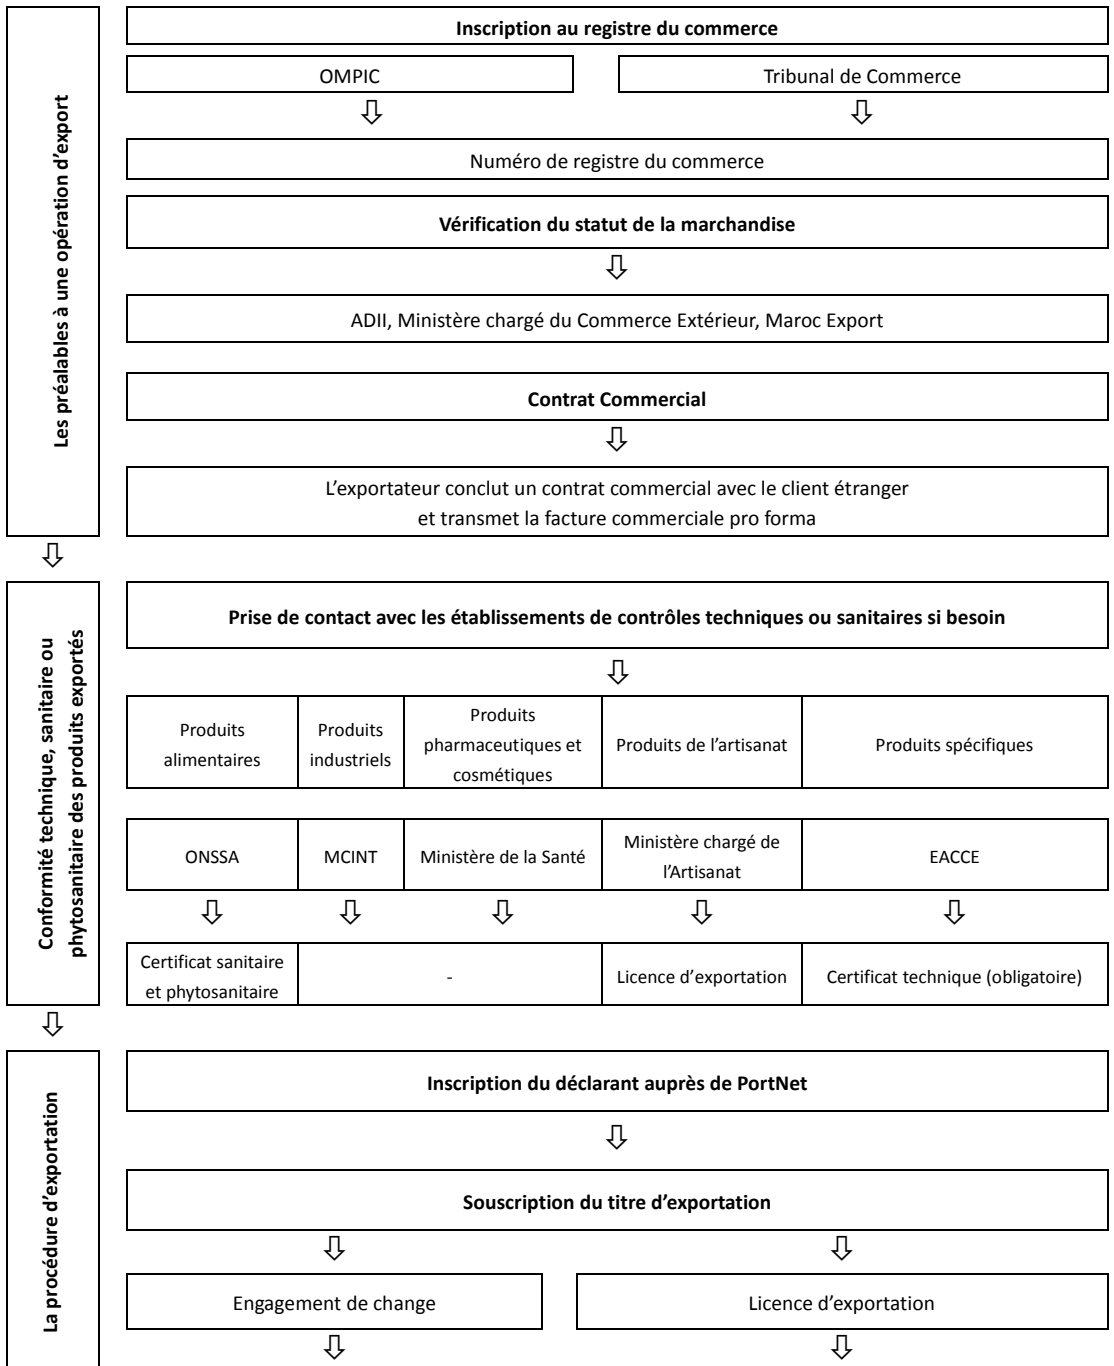 Les préalables à une opération d’export
Inscription au registre du commerce
OMPIC
Tribunal de Commerce
Numéro de registre du commerce
Vérification du statut de la marchandise
ADII, Ministère chargé du Commerce Extérieur, Maroc Export
Contrat Commercial
L’exportateur conclut un contrat commercial avec le client étranger
et transmet la facture commerciale pro forma
Conformité technique, sanitaire ou
phytosanitaire des produits exportés
Prise de contact avec les établissements de contrôles techniques ou sanitaires si besoin
Produits
alimentaires
Produits
industriels
Produits
pharmaceutiques et
cosmétiques
Produits de l’artisanat
Produits spécifiques
ONSSA
MCINT
Ministère de la Santé
Ministère chargé de
l’Artisanat
EACCE
Certificat sanitaire
et phytosanitaire
-
Licence d’exportation
Certificat technique (obligatoire)
La procédure d’exportation
Inscription du déclarant auprès de PortNet
Souscription du titre d’exportation
Engagement de change
Licence d’exportation